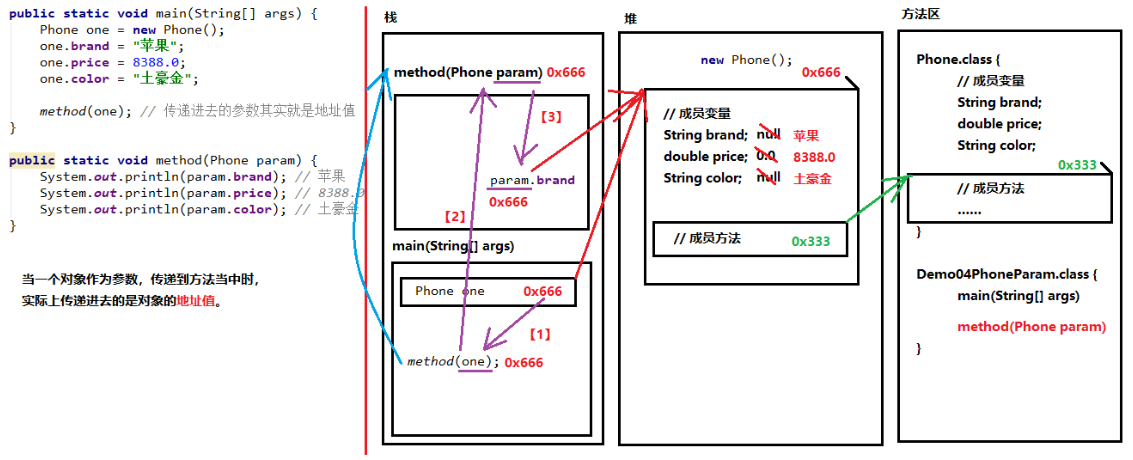 public static void main(String[] args) {
Phone one = new Phone();
one.brand = "苹果";
one.price = 8388.0;
one.color = "土豪金";
method(one); // 传递进去的参数其实就是地址值
}
public static void method(Phone param) {
System.out.println(param.brand); // 苹果
System.out.println(param.price); // 8388.0
System.out.println(param.color); // 土豪金
}
当一个对象作为参数，传递到方法当中时，
实际上传递进去的是对象的地址值。
栈
method(Phone param) 0x666
【3】
param.brand
0x666
【2】
main(String[] args)
Phone one 0x666
【1】
method(one); 0x666
堆
new Phone();
0x666
// 成员变量
String brand; null 苹果
double price; 0.0 8388.0
String color; null 土豪金
// 成员方法 0x333
方法区
Phone.class {
// 成员变量
String brand;
double price;
String color;
0x333
// 成员方法
......
}
Demo04PhoneParam.class {
main(String[] args)
method(Phone param)
}